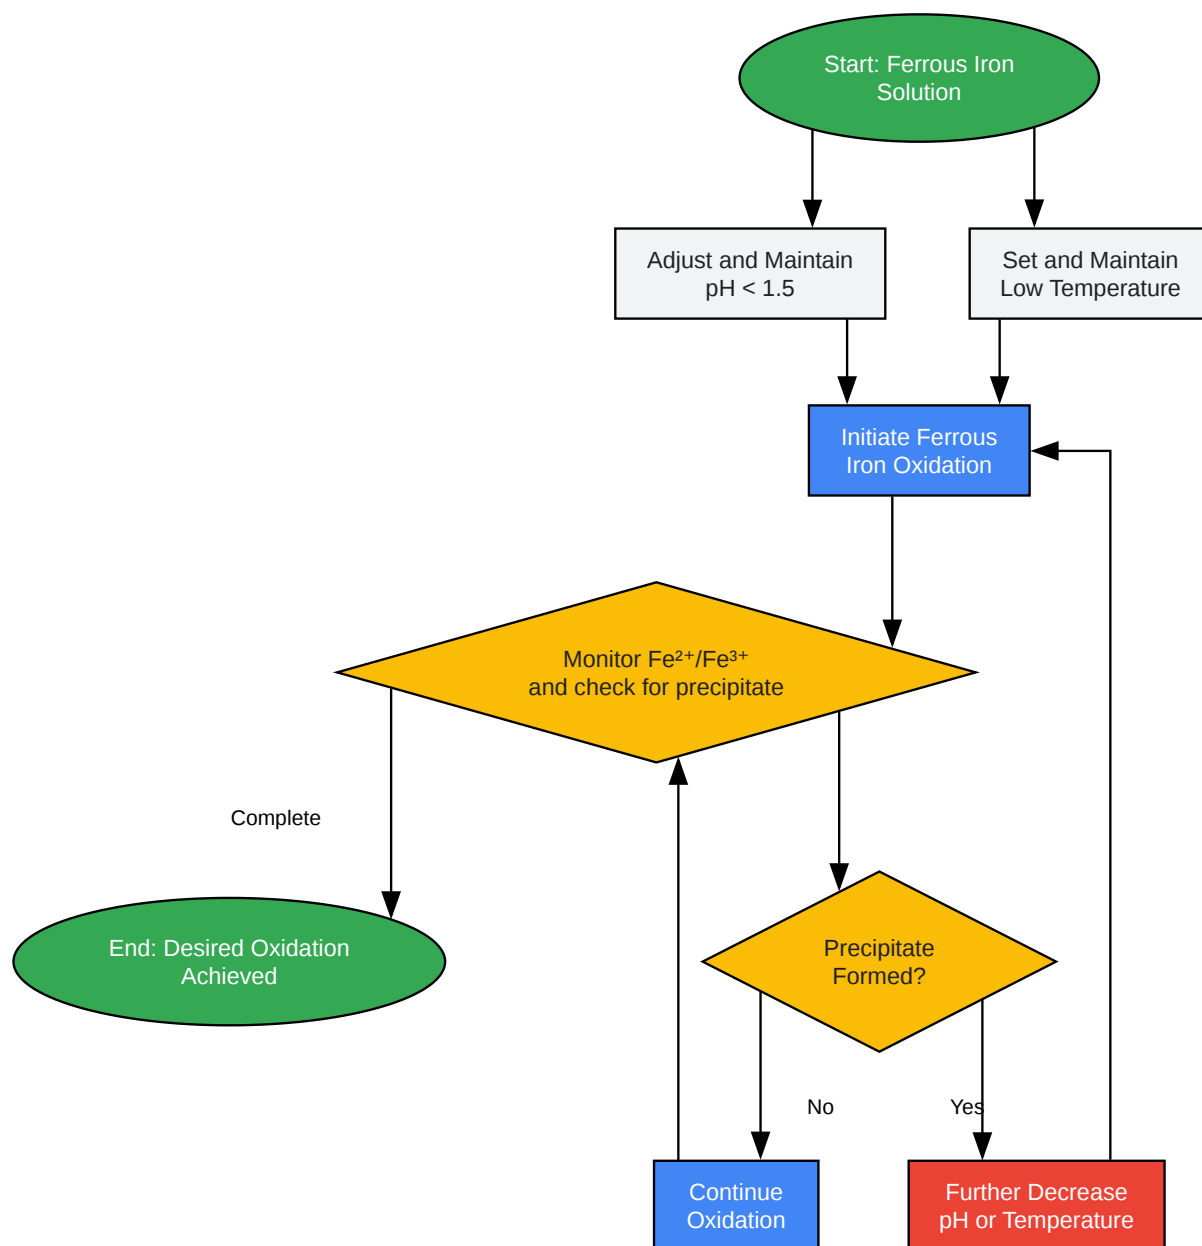 Start: Ferrous Iron
Solution
Adjust and Maintain
pH < 1.5
Set and Maintain
Low Temperature
Initiate Ferrous
Iron Oxidation
Monitor Fe²⁺/Fe³⁺
and check for precipitate
Complete
End: Desired Oxidation
Achieved
Precipitate
Formed?
No
Yes
Continue
Oxidation
Further Decrease
pH or Temperature